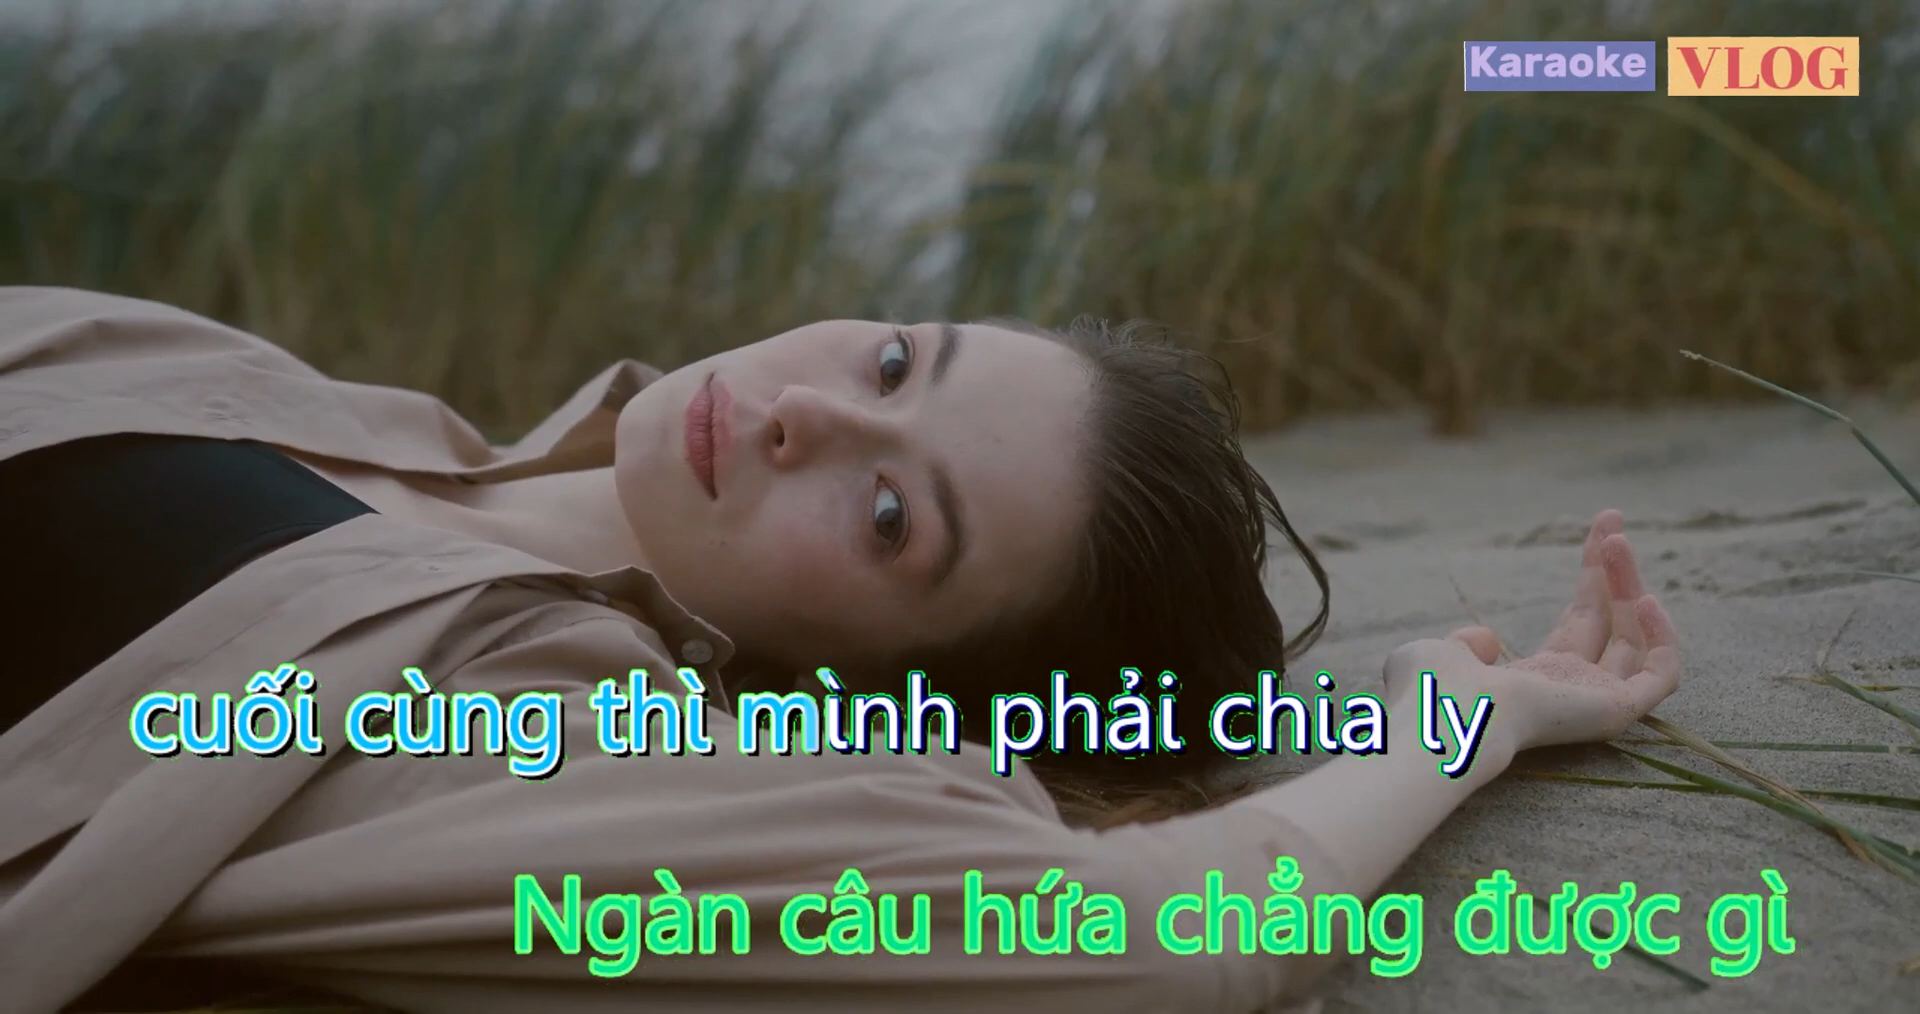 Karaoke VLOG
cuối cùng thì mình phải chia ly
Ngàn câu hứa chẳng được gì